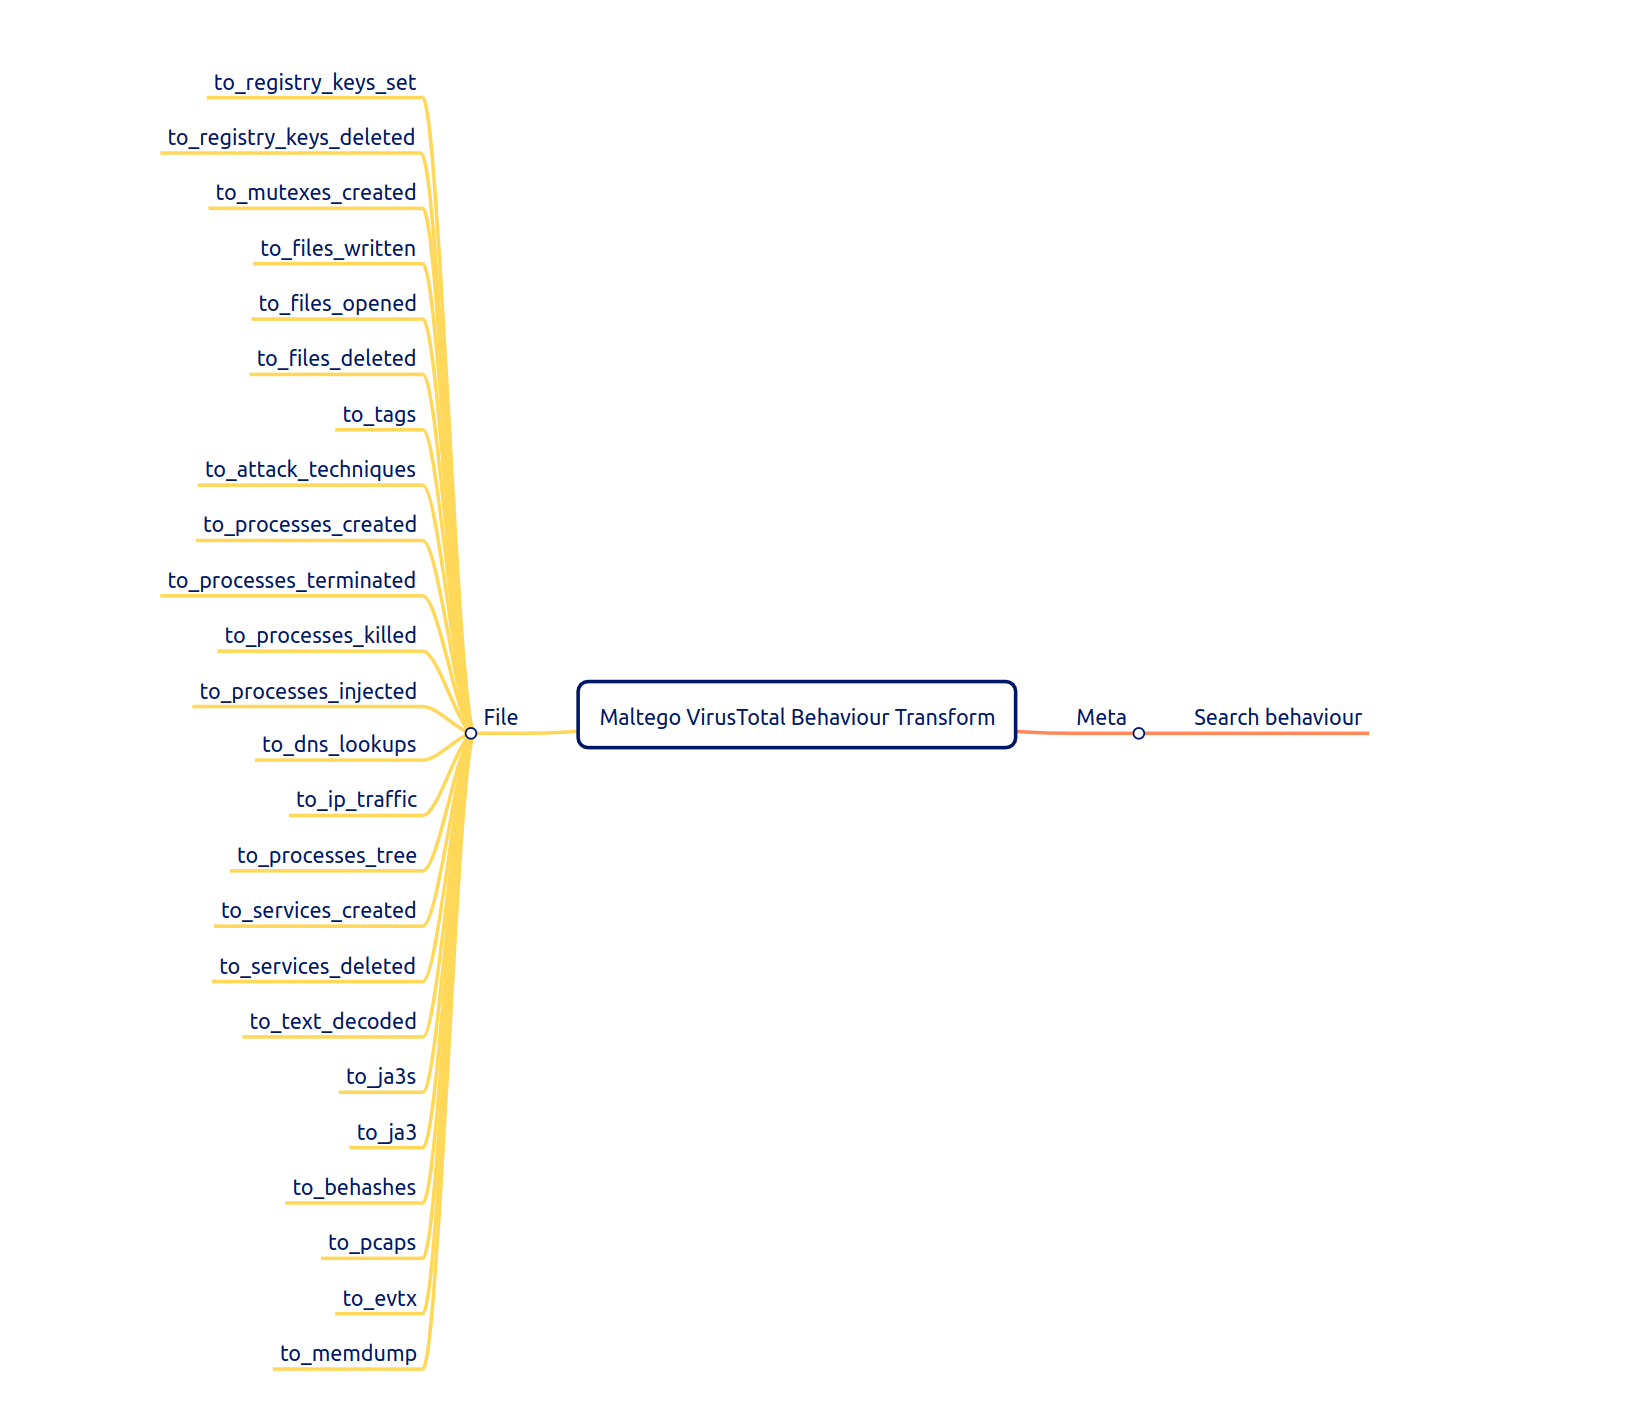 to_registry_keys_set
to_registry_keys_deleted
to_mutexes_created
to_files_written
to_files_opened
to_files_deleted
to_tags
to_attack_techniques
to_processes_created
to_processes_terminated
to_processes_killed
to_processes_injected
to_dns_lookups
to_ip_traffic
to_processes_tree
to_services_created
to_services_deleted
to_text_decoded
to_ja3s
to_ja3
to_behashes
to_pcaps
to_evtx
to_memdump
File
Maltego VirusTotal Behaviour Transform
Meta
Search behaviour